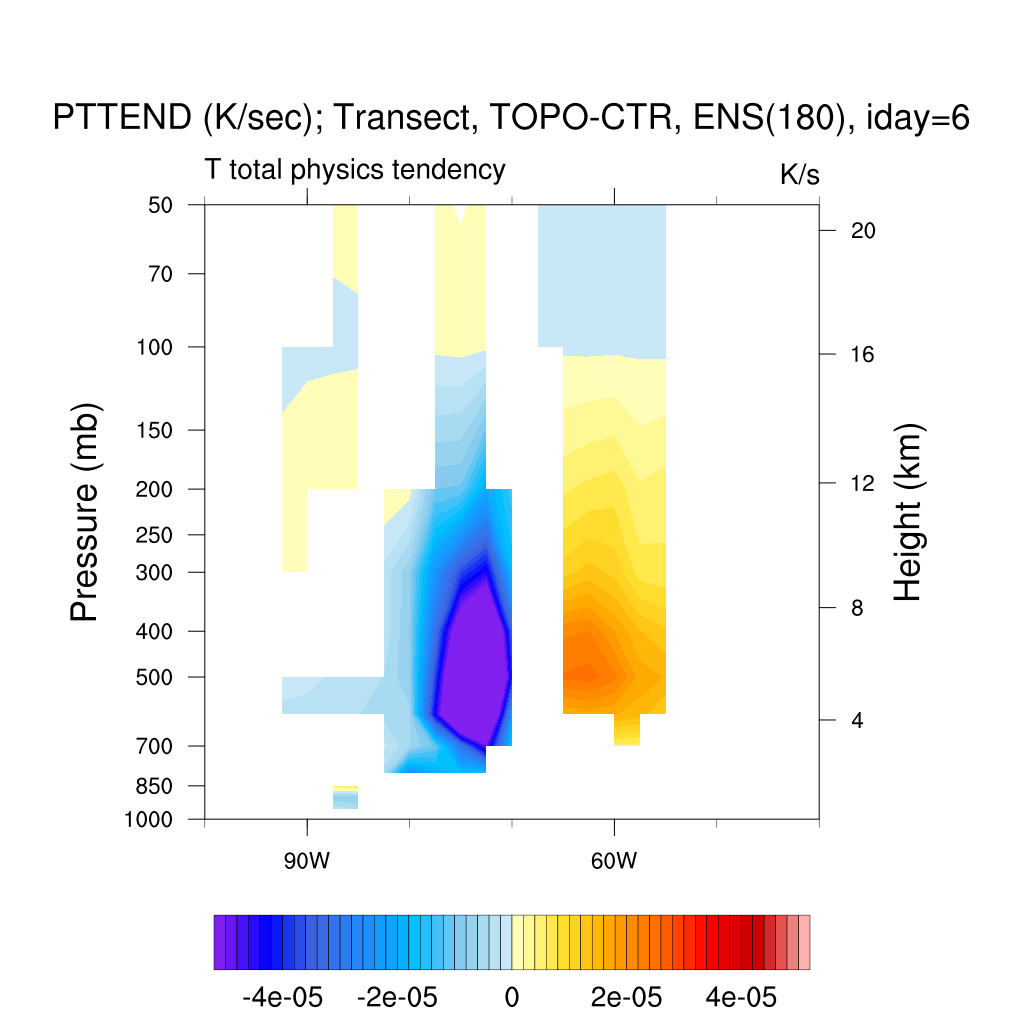 PTTEND (K/sec); Transect, TOPO-CTR, ENS(180), iday=6
T total physics tendency
K/s
50
70
100
150
200
250
300
400
500
700
850
1000
Pressure (mb)
20
16
12
8
4
Height (km)
90W
60W
-4e-05
-2e-05
0
2e-05
4e-05